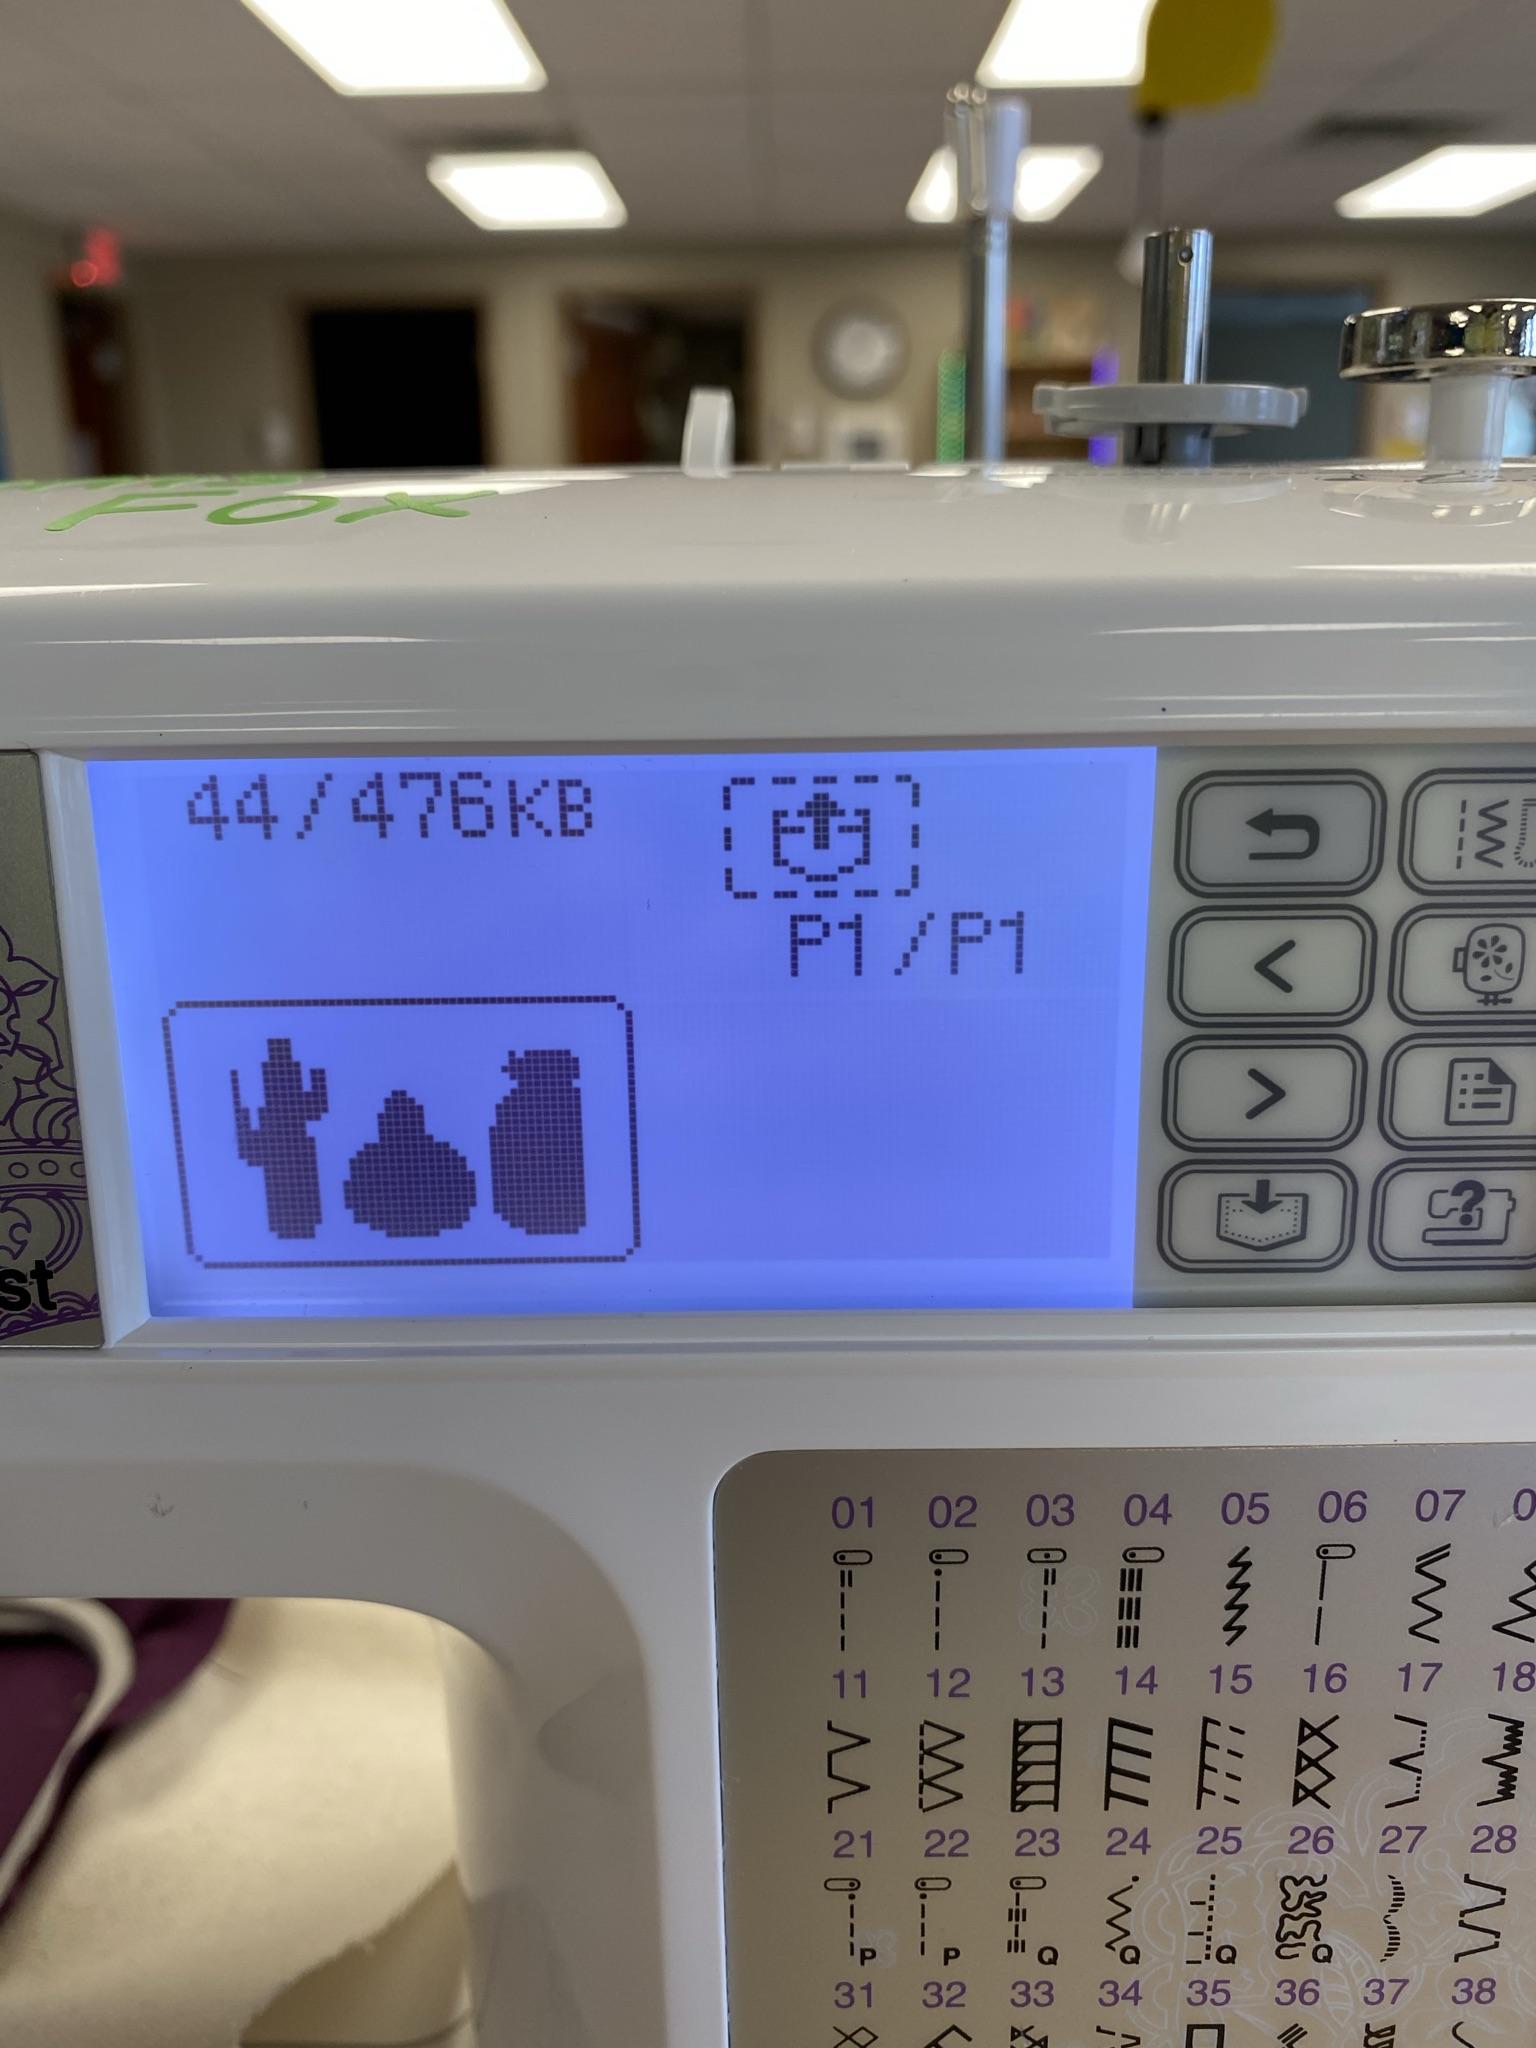 FOX
44/476KB
P1/P1
st
01 02 03 04 05 06 07
11 12 13 14 15 16 17 18
21 22 23 24 25 26 27 28
P P Q Q Q Q
31 32 33 34 35 36 37 38